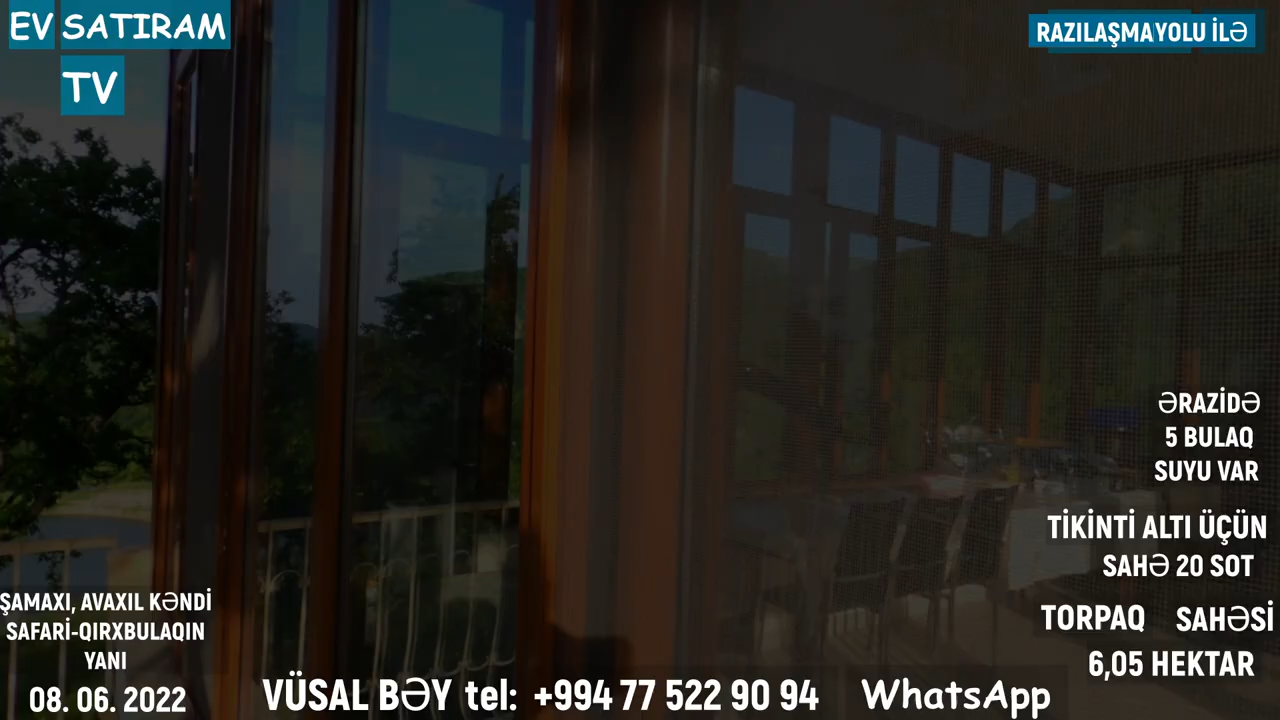 EV SATIRAM
TV
RAZILAŞMAYOLU İLƏ
ƏRAZİDƏ
5 BULAQ
SUYU VAR
TİKİNTİ ALTI ÜÇÜN
SAHƏ 20 SOT
TORPAQ SAHƏSİ
6,05 HEKTAR
ŞAMAXI, AVAXIL KƏNDİ
SAFARİ-QIRXBULAQIN
YANI
08. 06. 2022
VÜSAL BƏY tel: +994 77 522 90 94 WhatsApp